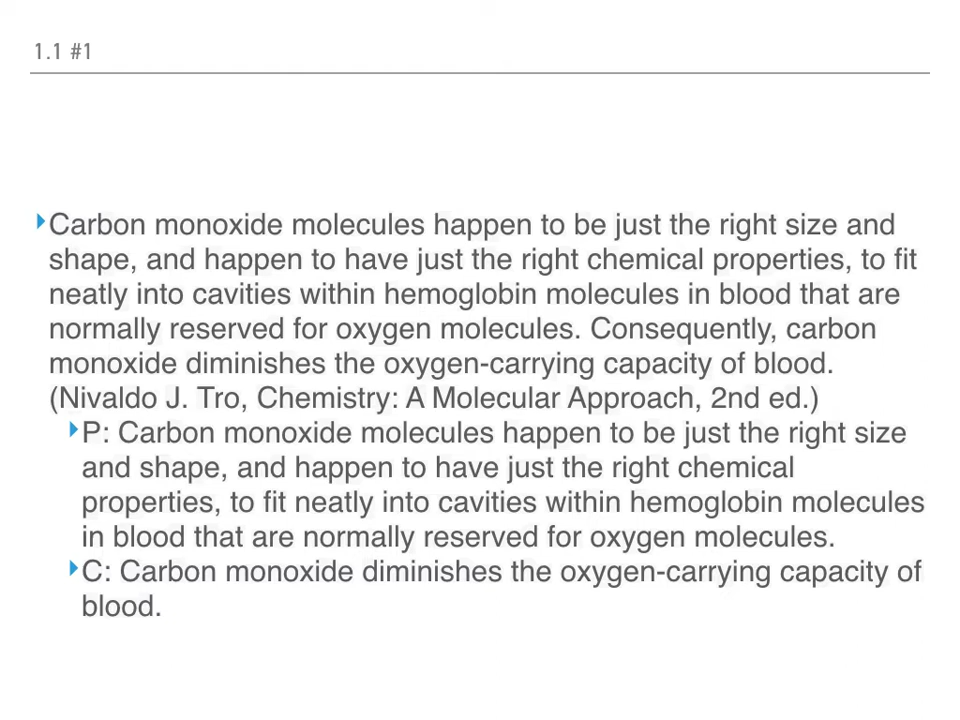 1.1 #1
Carbon monoxide molecules happen to be just the right size and
shape, and happen to have just the right chemical properties, to fit
neatly into cavities within hemoglobin molecules in blood that are
normally reserved for oxygen molecules. Consequently, carbon
monoxide diminishes the oxygen-carrying capacity of blood.
(Nivaldo J. Tro, Chemistry: A Molecular Approach, 2nd ed.)
P: Carbon monoxide molecules happen to be just the right size
and shape, and happen to have just the right chemical
properties, to fit neatly into cavities within hemoglobin molecules
in blood that are normally reserved for oxygen molecules.
C: Carbon monoxide diminishes the oxygen-carrying capacity of
blood.